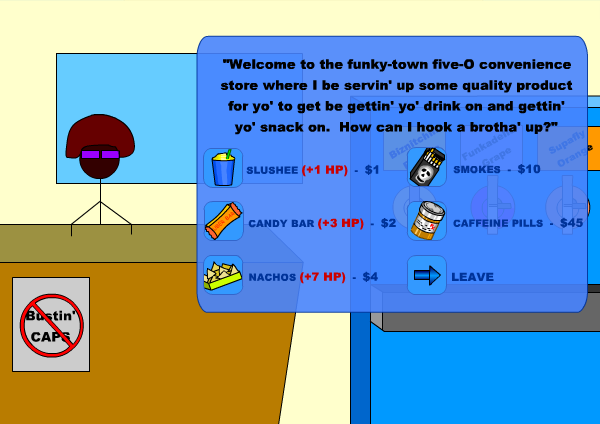 "Welcome to the funky-town five-O convenience
store where I be servin' up some quality product
for yo' to get be gettin' yo' drink on and gettin'
yo' snack on. How can I hook a brotha' up?"
SLUSHEE (+1 HP) - $1
SMOKES - $10
CANDY BAR (+3 HP) - $2
CAFFEINE PILLS - $45
NACHOS (+7 HP) - $4
LEAVE
Supafly
Orange
Bustin'
CAPS